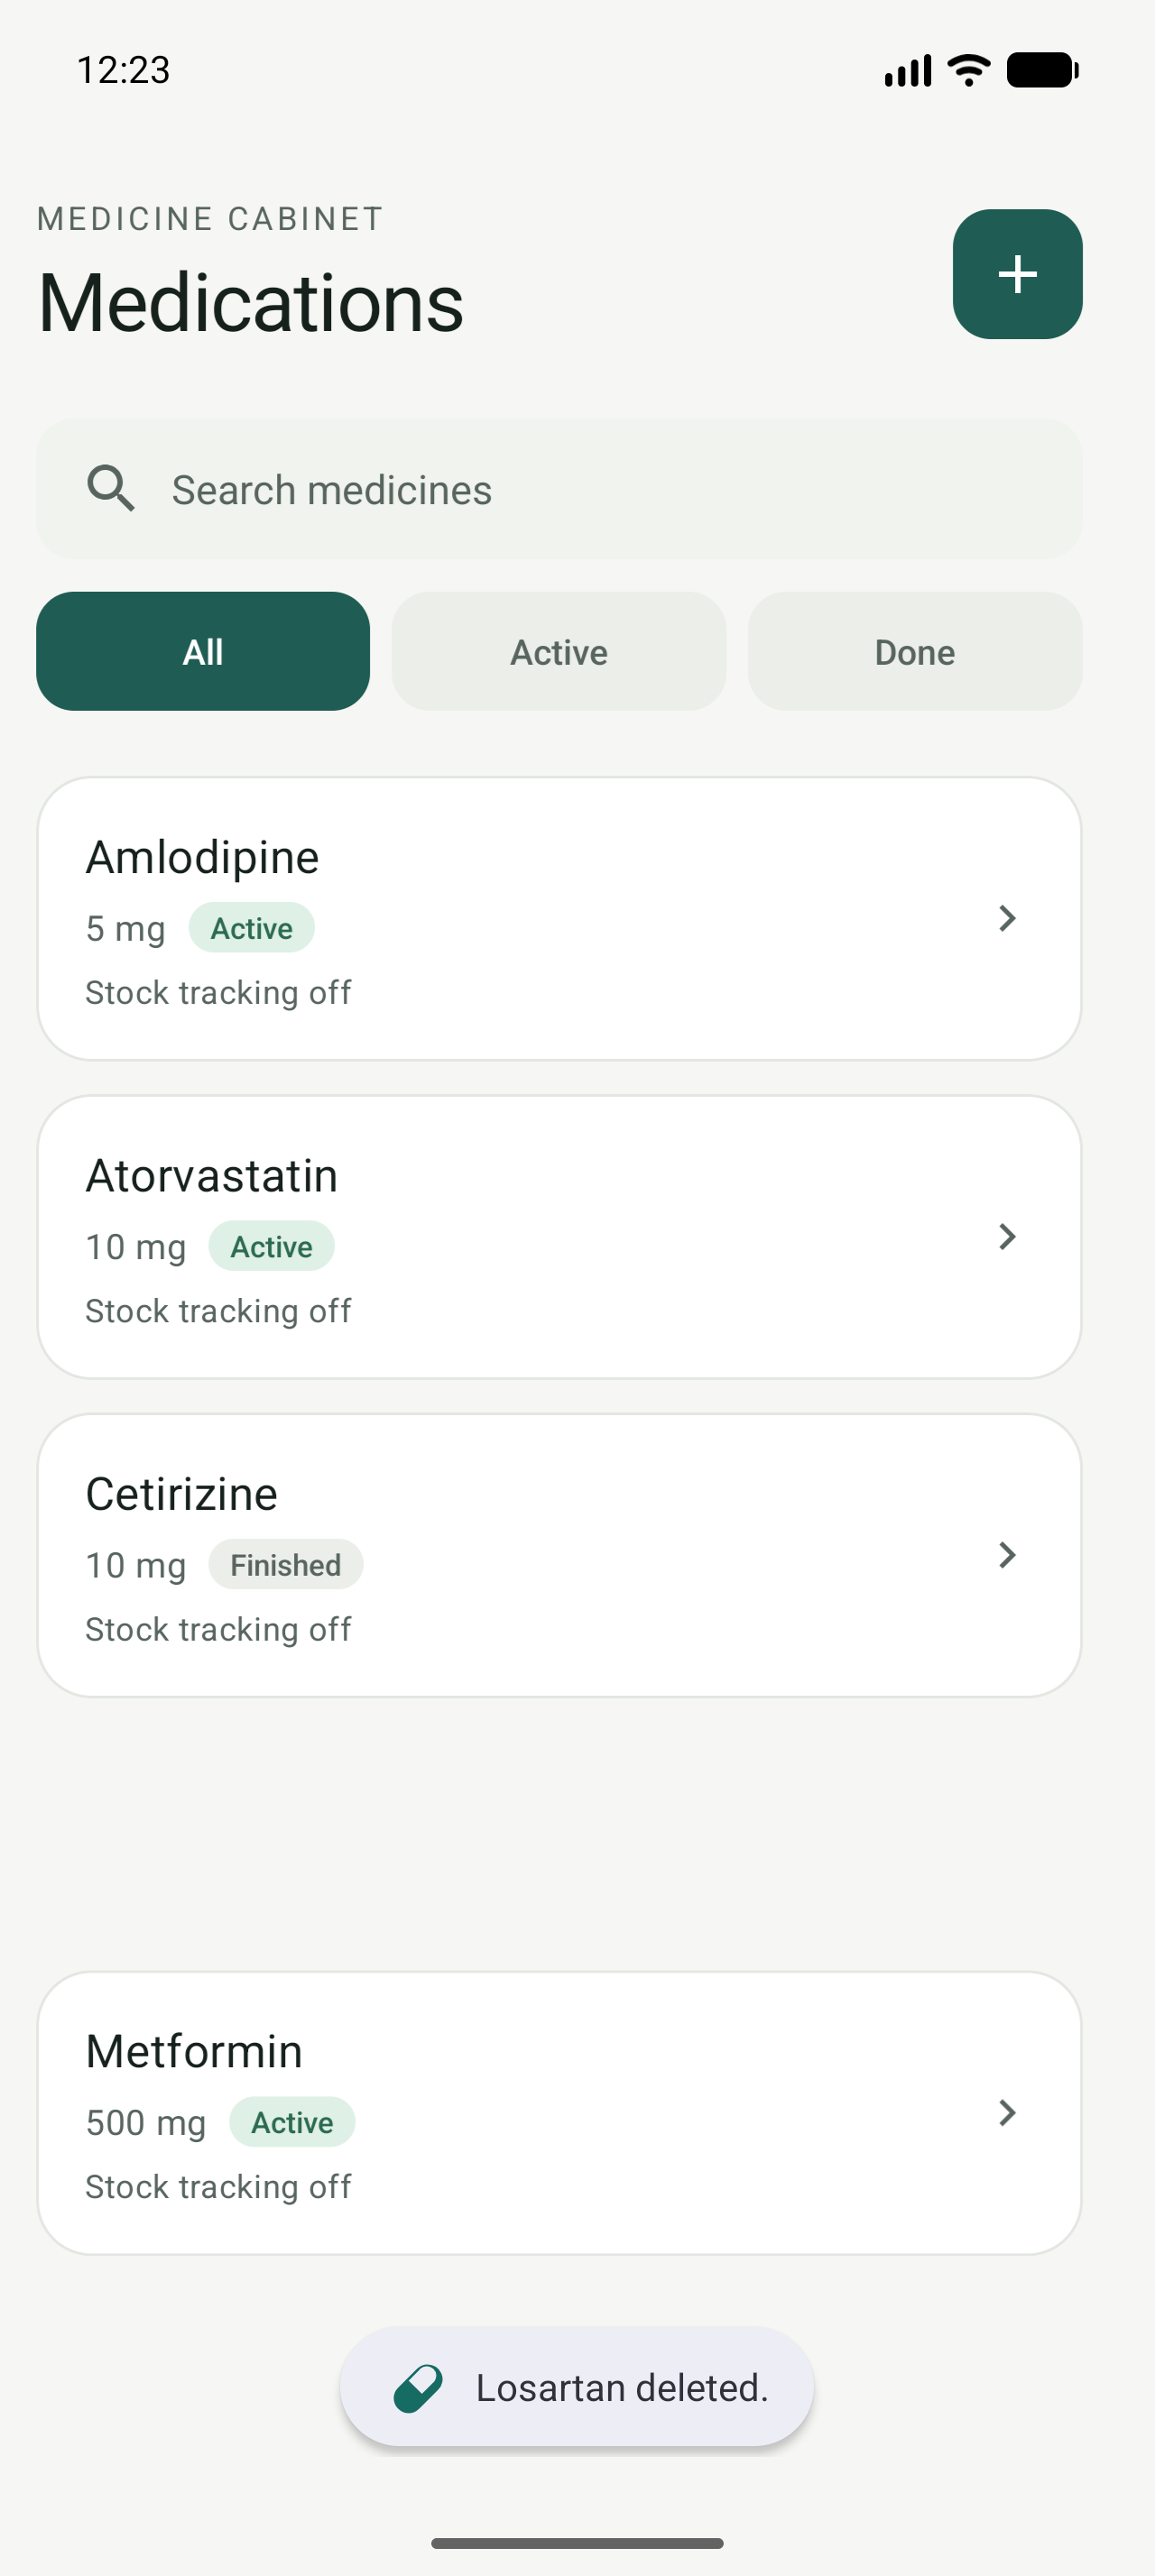 12:23
MEDICINE CABINET
Medications
Search medicines
All
Active
Done
Amlodipine
5 mg
Active
Stock tracking off
Atorvastatin
10 mg
Active
Stock tracking off
Cetirizine
10 mg
Finished
Stock tracking off
Metformin
500 mg
Active
Stock tracking off
Losartan deleted.